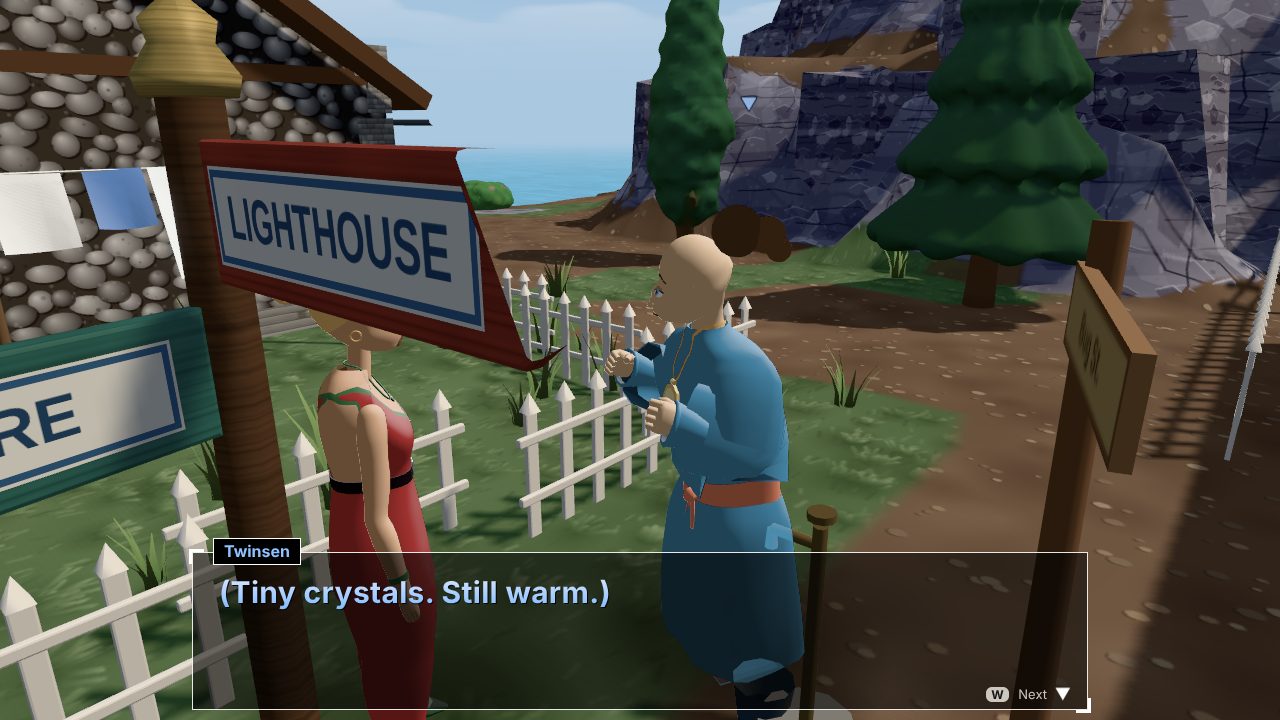 LIGHTHOUSE
RE
Twinsen
(Tiny crystals. Still warm.)
W Next